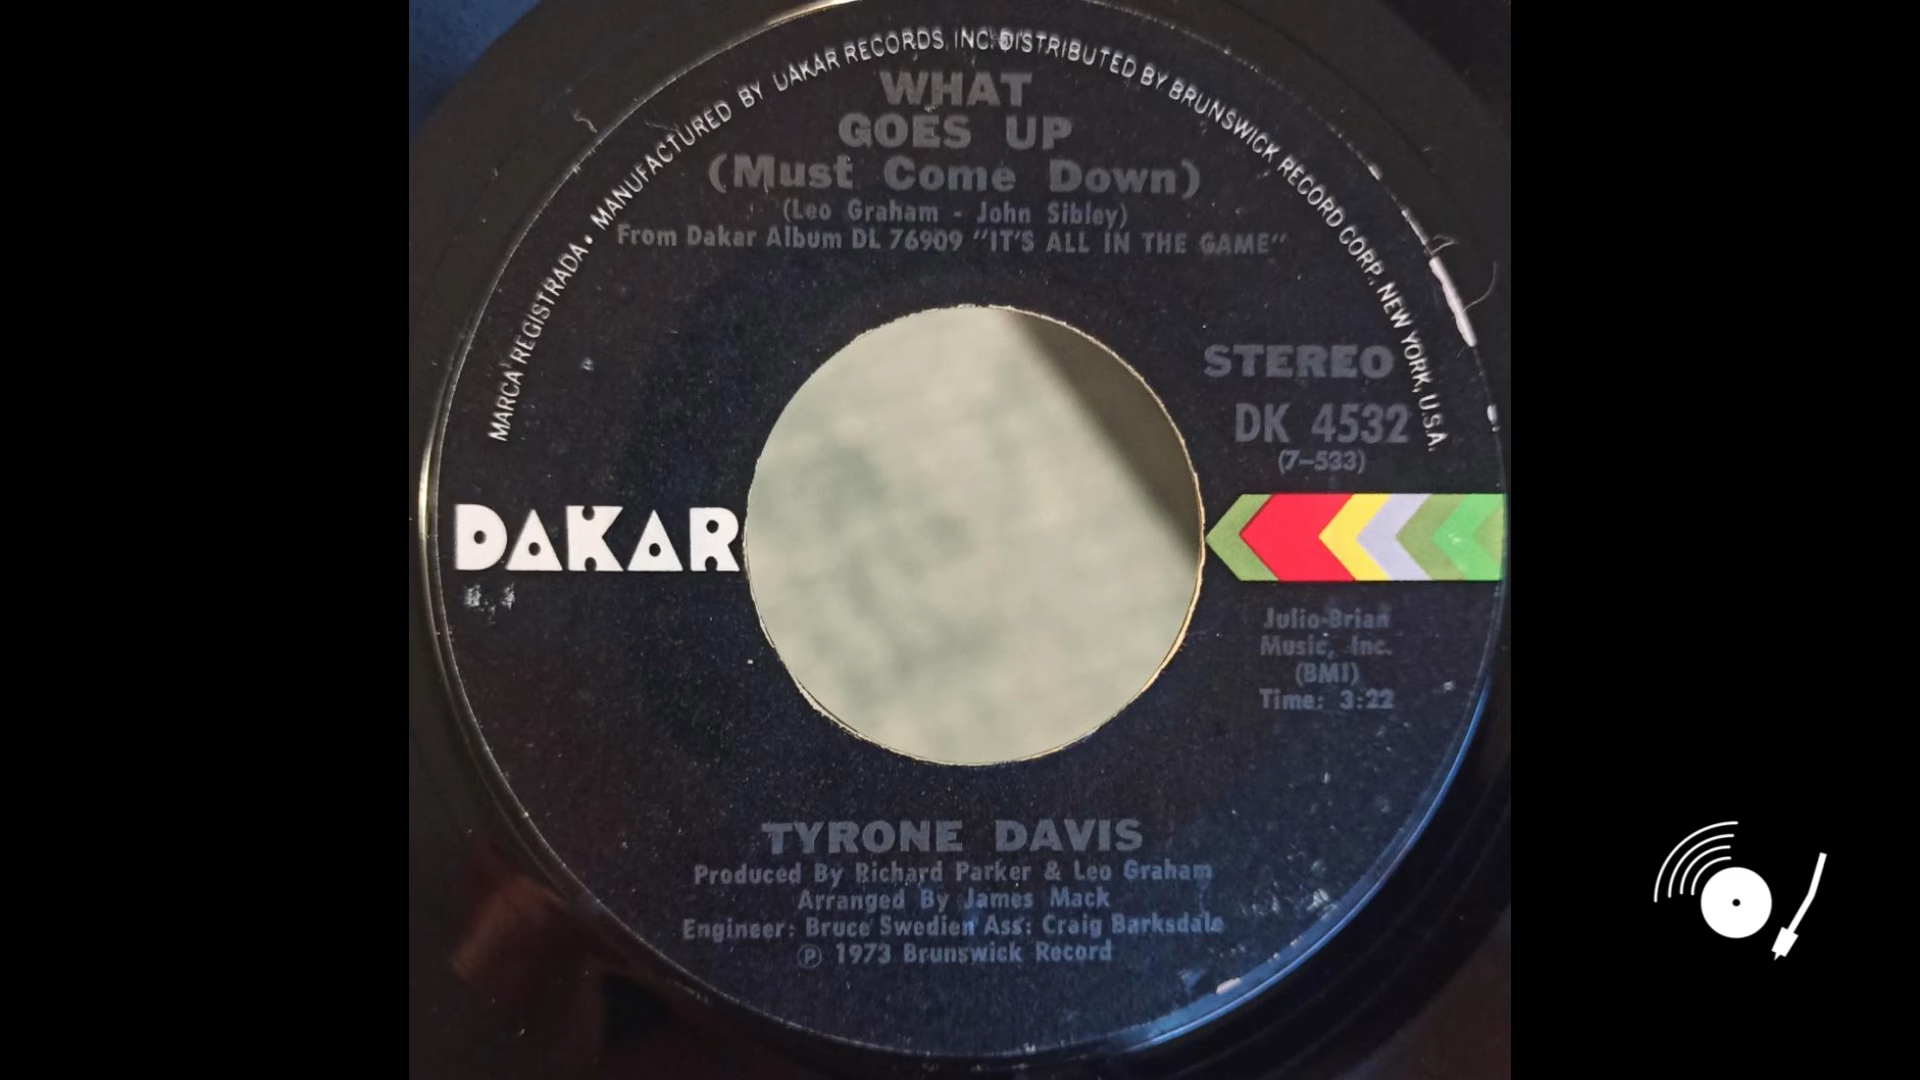 MARCA REGISTRADA. MANUFACTURED BY DAKAR RECORDS, INC. DISTRIBUTED BY BRUNSWICK RECORD CORP. NEW YORK, U.S.A.
WHAT
GOES UP
(Must Come Down)
(Leo Graham - John Sibley)
From Dakar Album DL 76909 "IT'S ALL IN THE GAME"
STEREO
DK 4532
(7-533)
DAKAR
Julio-Brian
Music, Inc.
(BMI)
Time: 3:22
TYRONE DAVIS
Produced By Richard Parker & Leo Graham
Arranged By James Mack
Engineer: Bruce Swedien Ass: Craig Barksdale
℗ 1973 Brunswick Record